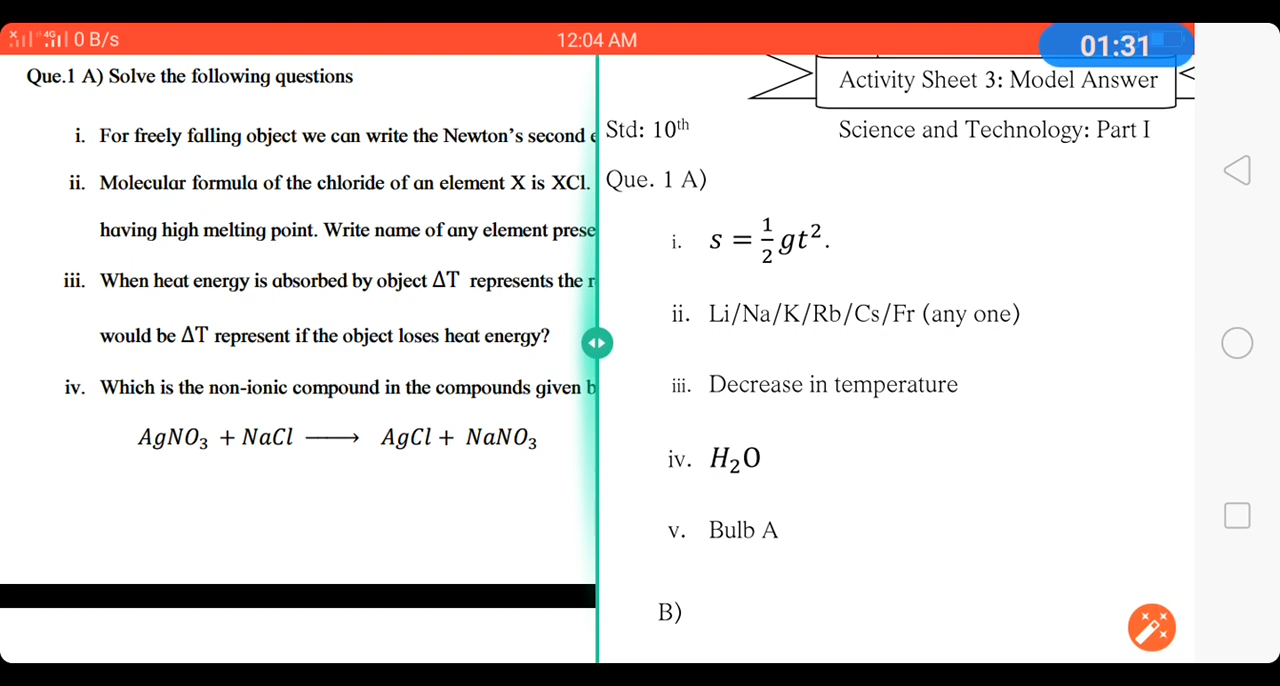 4G 0 B/s 12:04 AM 01:31
Que.1 A) Solve the following questions
i. For freely falling object we can write the Newton's second e
ii. Molecular formula of the chloride of an element X is XCl.
having high melting point. Write name of any element prese
iii. When heat energy is absorbed by object ΔT represents the r
would be ΔT represent if the object loses heat energy?
iv. Which is the non-ionic compound in the compounds given b
AgNO₃ + NaCl ⟶ AgCl + NaNO₃
Activity Sheet 3: Model Answer
Std: 10th Science and Technology: Part I
Que. 1 A)
i. s = 1/2 gt².
ii. Li/Na/K/Rb/Cs/Fr (any one)
iii. Decrease in temperature
iv. H₂O
v. Bulb A
B)